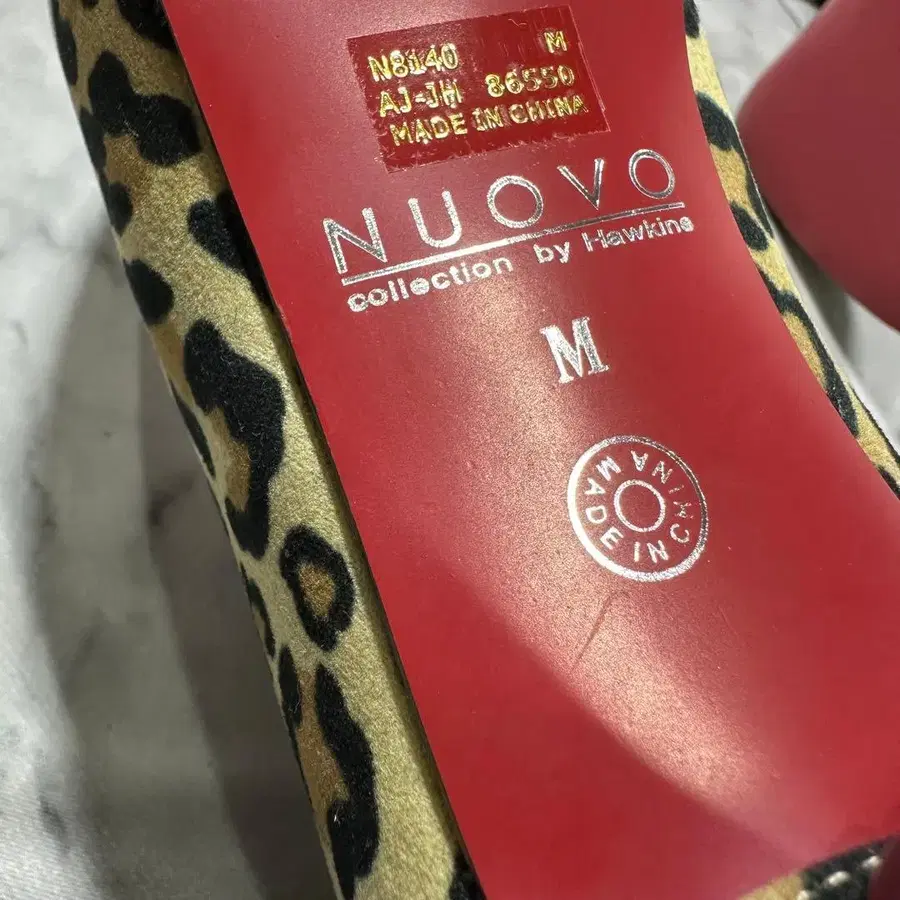 N8140 M
AJ-JH 86550
MADE IN CHINA
NUOVO
collection by Hawkins
M
MADE IN CHINA